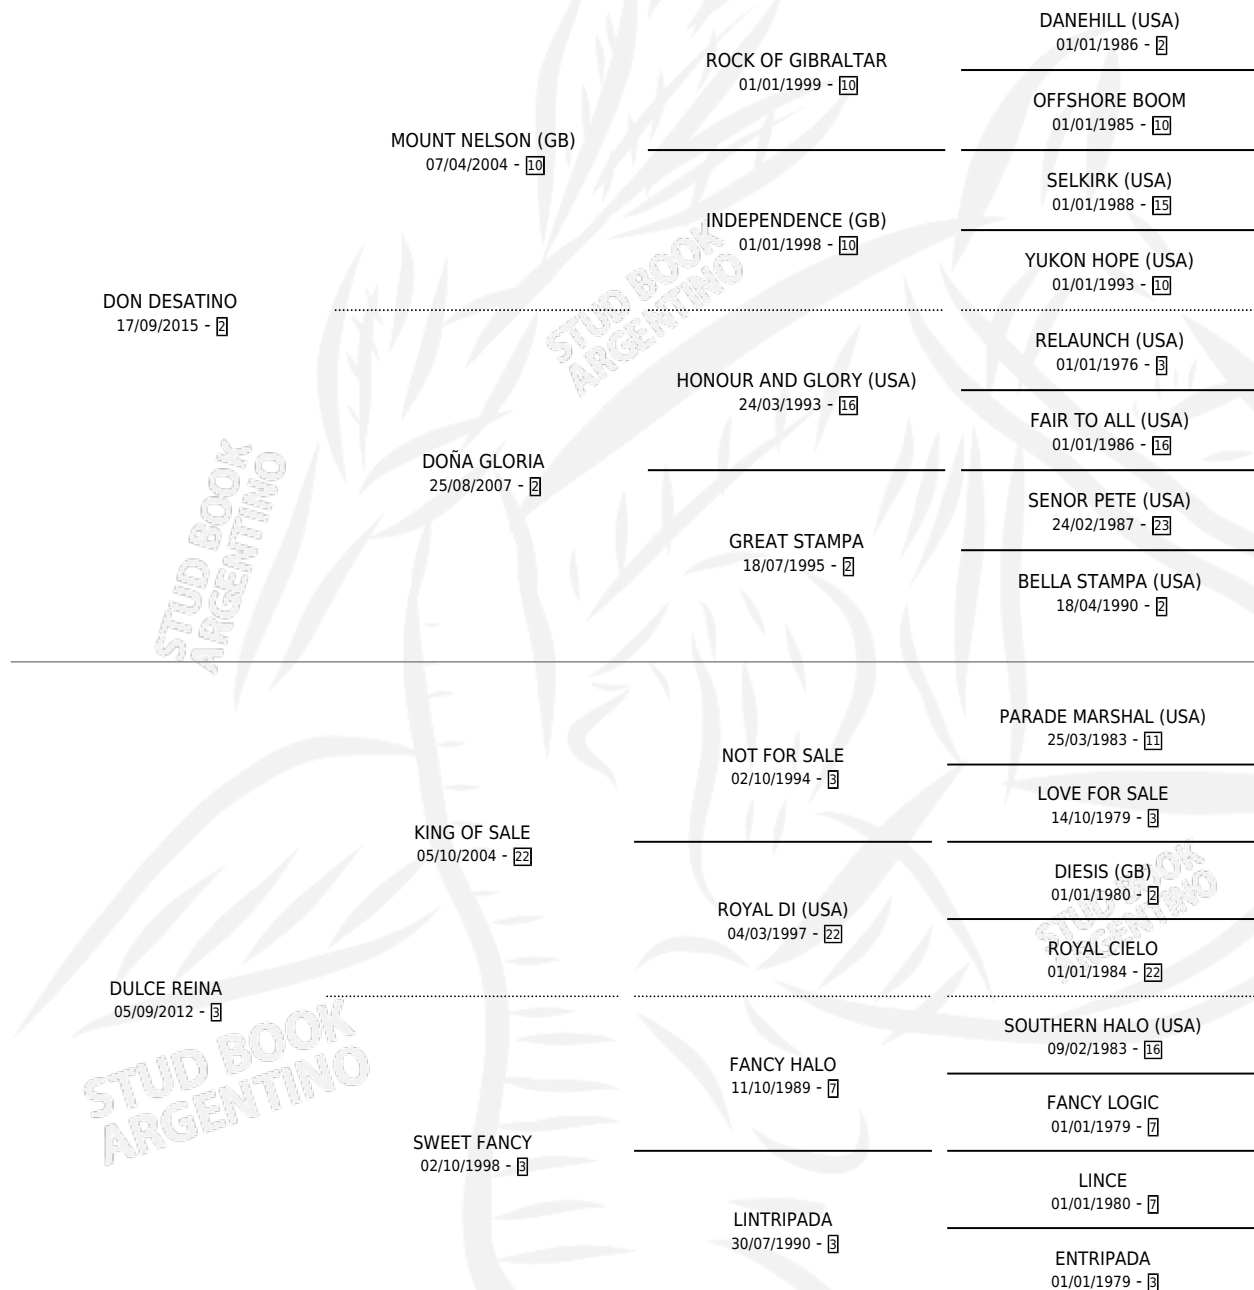 DANEHILL (USA)
01/01/1986 - 2
ROCK OF GIBRALTAR
01/01/1999 - 10
OFFSHORE BOOM
01/01/1985 - 10
MOUNT NELSON (GB)
07/04/2004 - 10
SELKIRK (USA)
01/01/1988 - 15
INDEPENDENCE (GB)
01/01/1998 - 10
YUKON HOPE (USA)
01/01/1993 - 10
DON DESATINO
17/09/2015 - 2
STUD BOOK
ARGENTINO
RELAUNCH (USA)
01/01/1976 - 3
HONOUR AND GLORY (USA)
24/03/1993 - 16
FAIR TO ALL (USA)
01/01/1986 - 16
DOÑA GLORIA
25/08/2007 - 2
SENOR PETE (USA)
24/02/1987 - 23
GREAT STAMPA
18/07/1995 - 2
BELLA STAMPA (USA)
18/04/1990 - 2
STUD BOOK
ARGENTINO
PARADE MARSHAL (USA)
25/03/1983 - 11
NOT FOR SALE
02/10/1994 - 3
LOVE FOR SALE
14/10/1979 - 3
KING OF SALE
05/10/2004 - 22
DIESIS (GB)
01/01/1980 - 2
ROYAL DI (USA)
04/03/1997 - 22
STUD BOOK
ARGENTINO
ROYAL CIELO
01/01/1984 - 22
DULCE REINA
05/09/2012 - 3
SOUTHERN HALO (USA)
09/02/1983 - 16
FANCY HALO
11/10/1989 - 7
STUD BOOK
ARGENTINO
FANCY LOGIC
01/01/1979 - 7
SWEET FANCY
02/10/1998 - 3
LINCE
01/01/1980 - 7
LINTRIPADA
30/07/1990 - 3
ENTRIPADA
01/01/1979 - 3